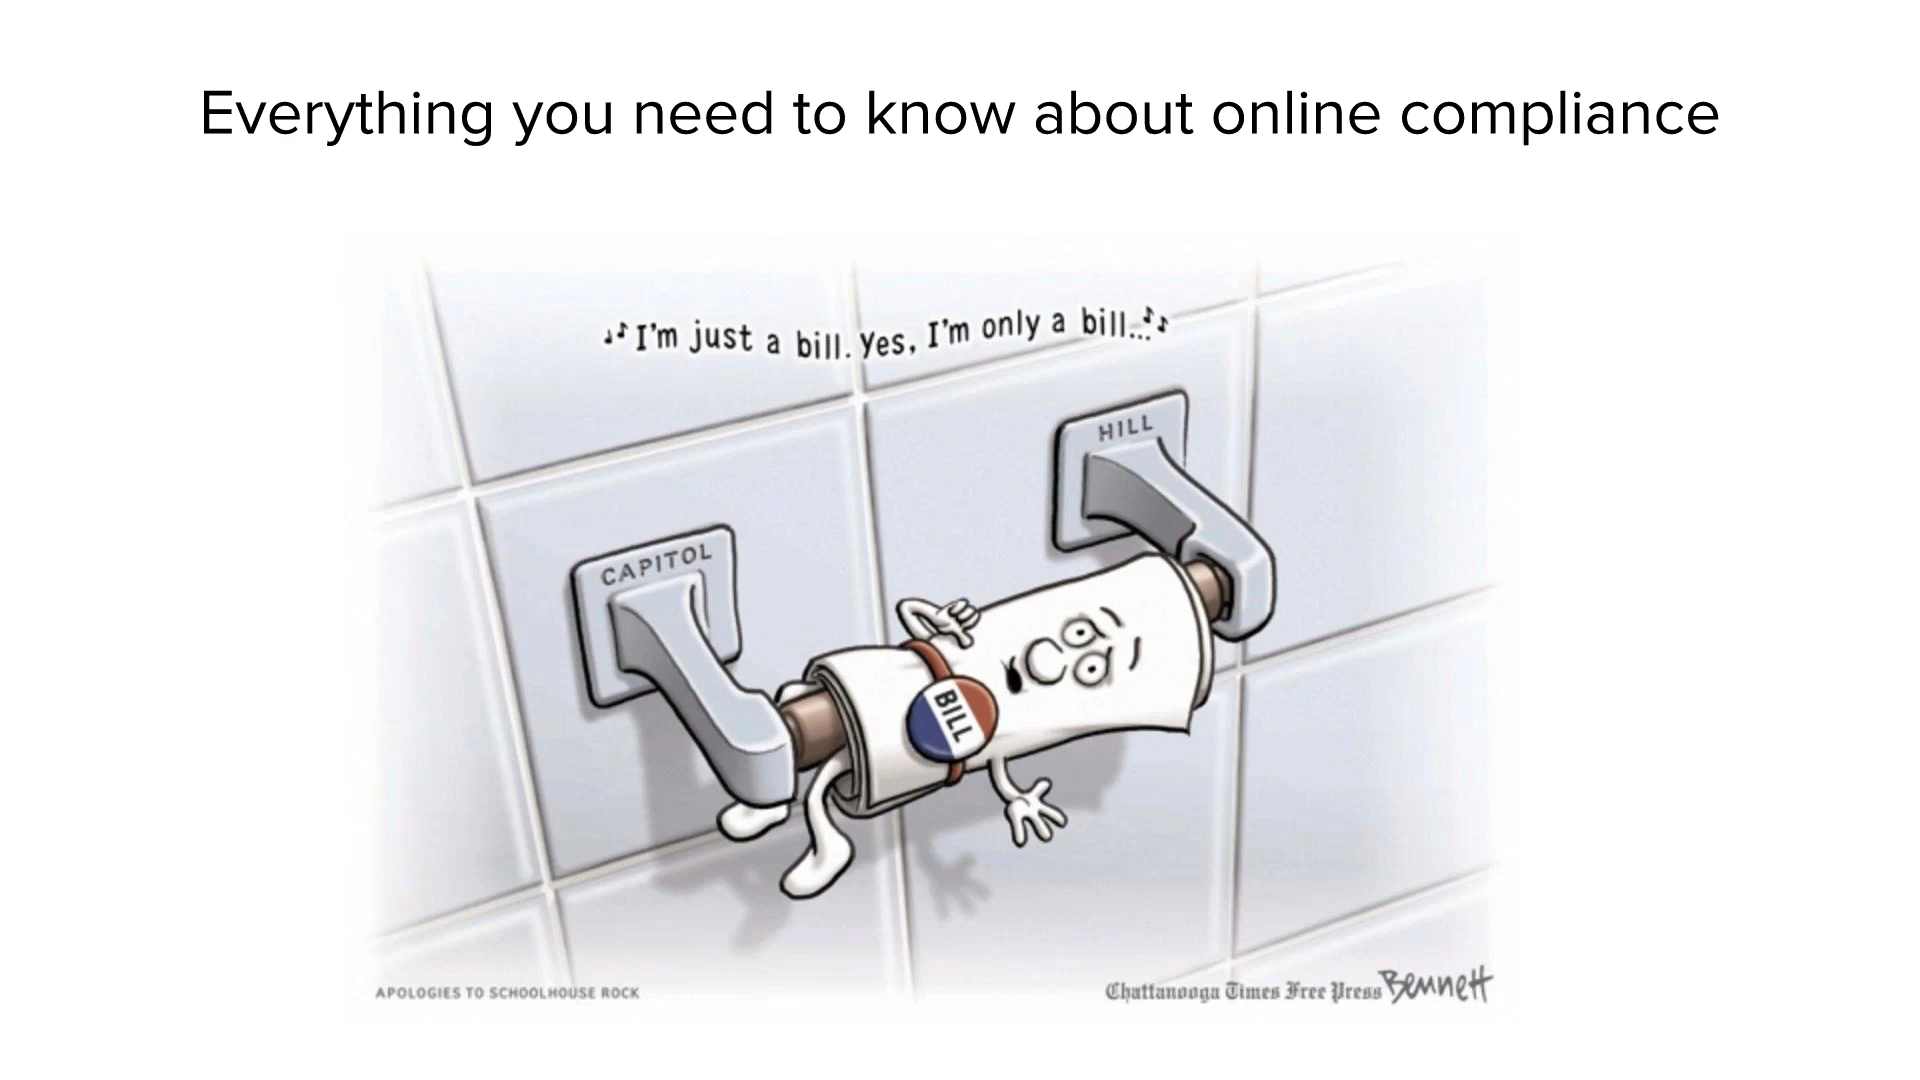 Everything you need to know about online compliance
I'm just a bill. Yes, I'm only a bill...
HILL
CAPITOL
BILL
APOLOGIES TO SCHOOLHOUSE ROCK
Chattanooga Times Free Press Bennett